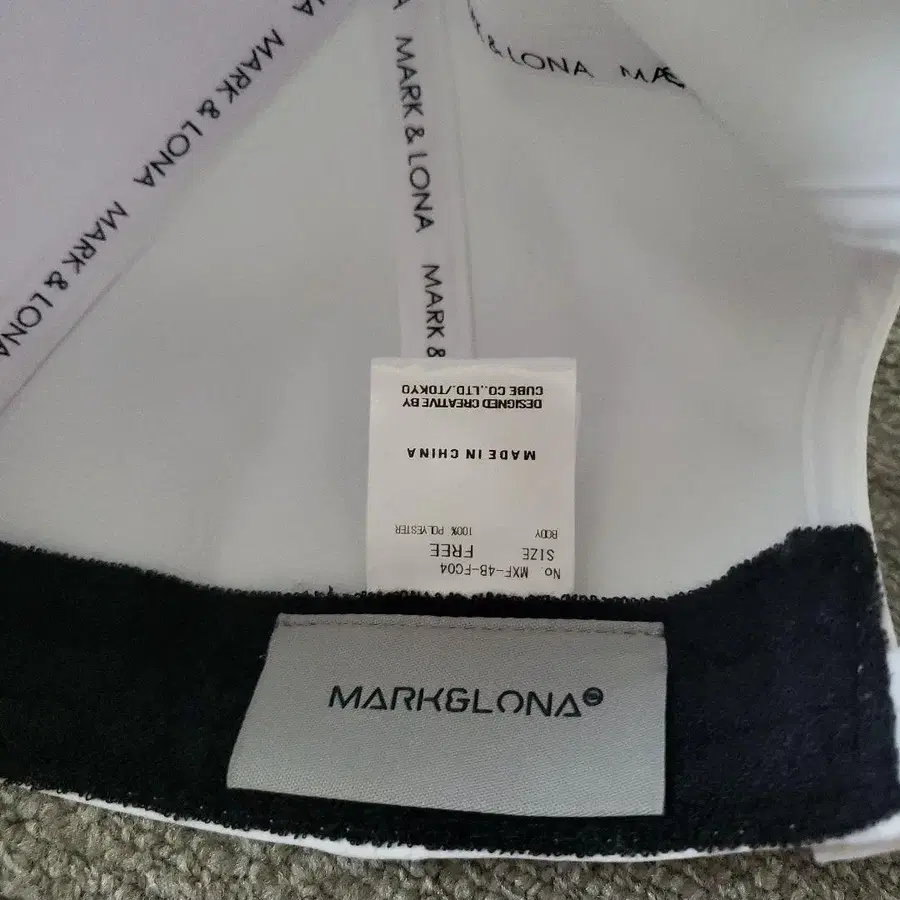 MARK & LONA MARK & LONA MARK & LONA
MARK & LONA MARK &
& LONA MA
No. MXF-4B-FC04
SIZE FREE
BODY 100% POLYESTER
MADE IN CHINA
DESIGNED CREATIVE BY
CUBE CO.,LTD./TOKYO
MARK&LONA